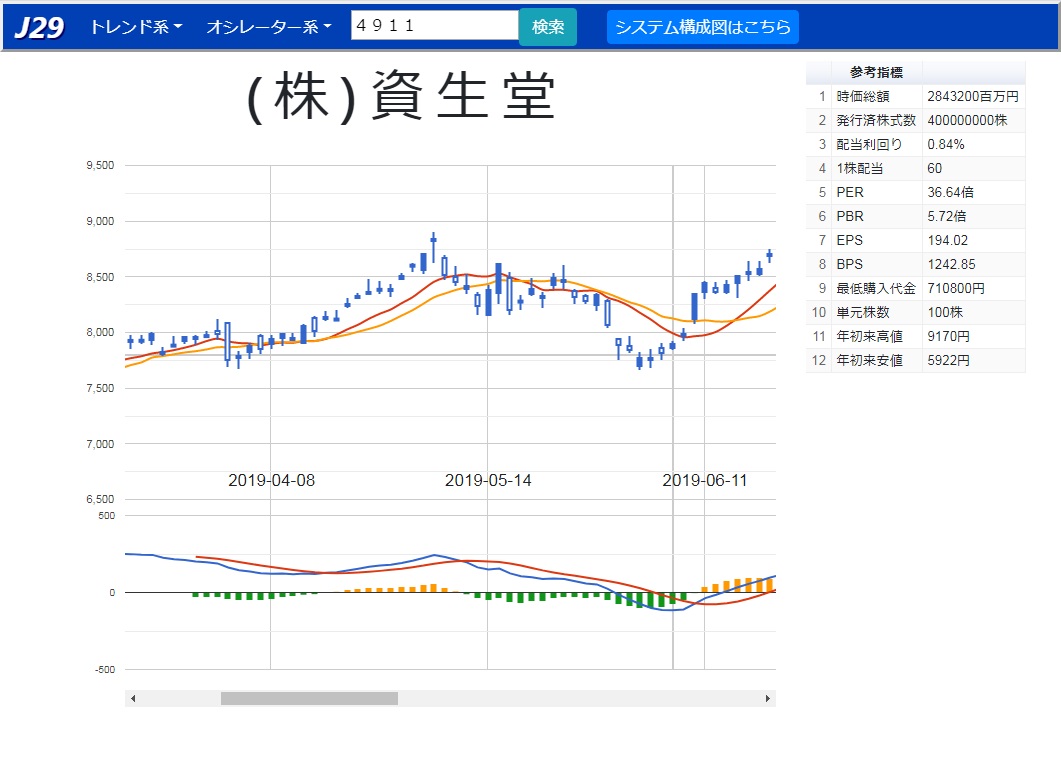 J29 トレンド系 オシレーター系 ４９１１ 検索 システム構成図はこちら
(株)資生堂
9,500
9,000
8,500
8,000
7,500
7,000
2019-04-08 2019-05-14 2019-06-11
6,500
500
0
-500
参考指標
1 時価総額 2843200百万円
2 発行済株式数 400000000株
3 配当利回り 0.84%
4 1株配当 60
5 PER 36.64倍
6 PBR 5.72倍
7 EPS 194.02
8 BPS 1242.85
9 最低購入代金 710800円
10 単元株数 100株
11 年初来高値 9170円
12 年初来安値 5922円